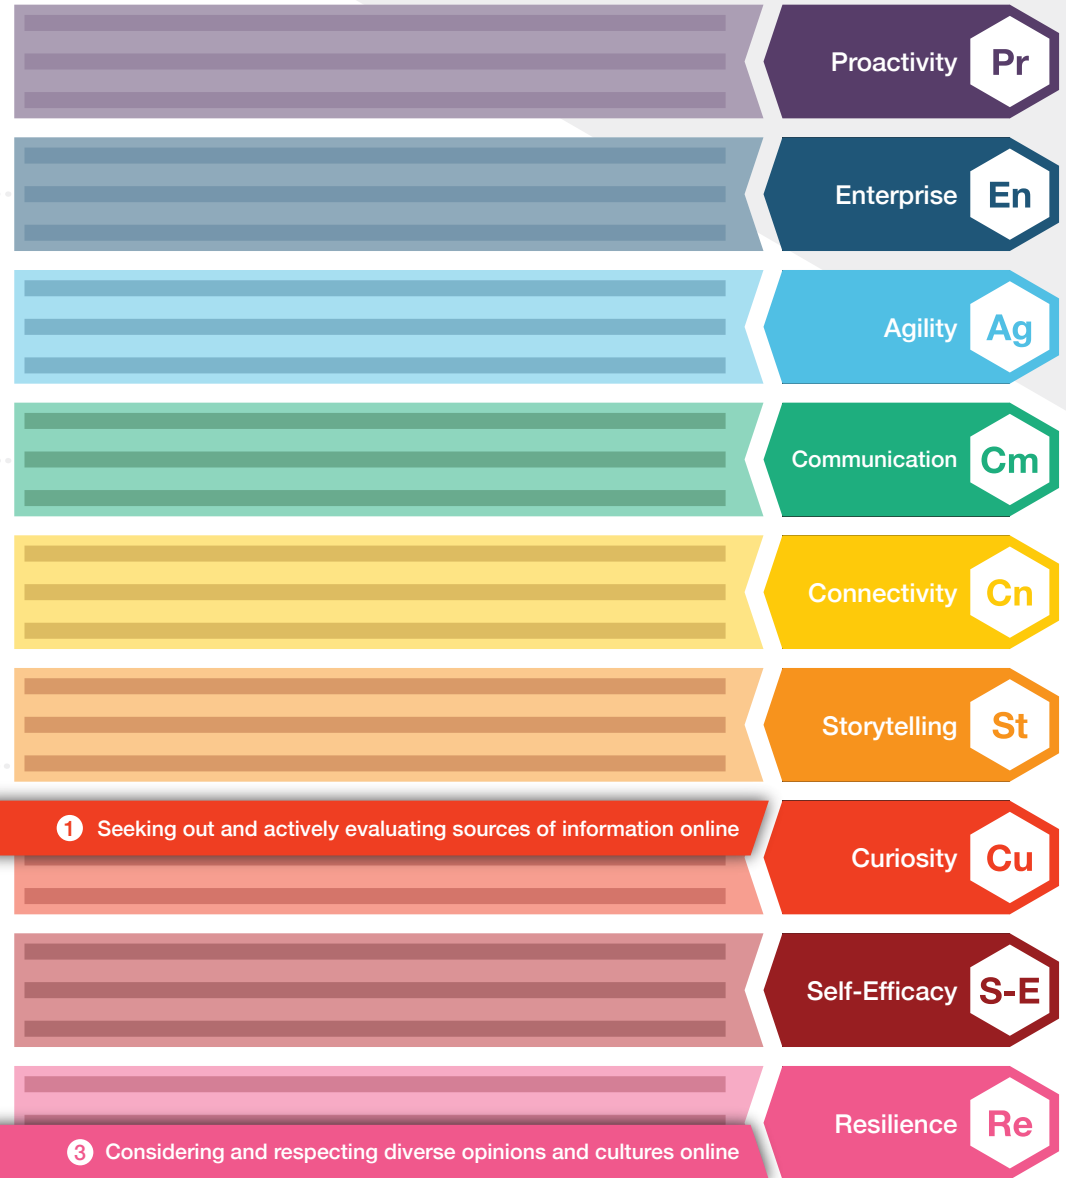 Proactivity Pr
Enterprise En
Agility Ag
Communication Cm
Connectivity Cn
Storytelling St
1 Seeking out and actively evaluating sources of information online
Curiosity Cu
Self-Efficacy S-E
Resilience Re
3 Considering and respecting diverse opinions and cultures online